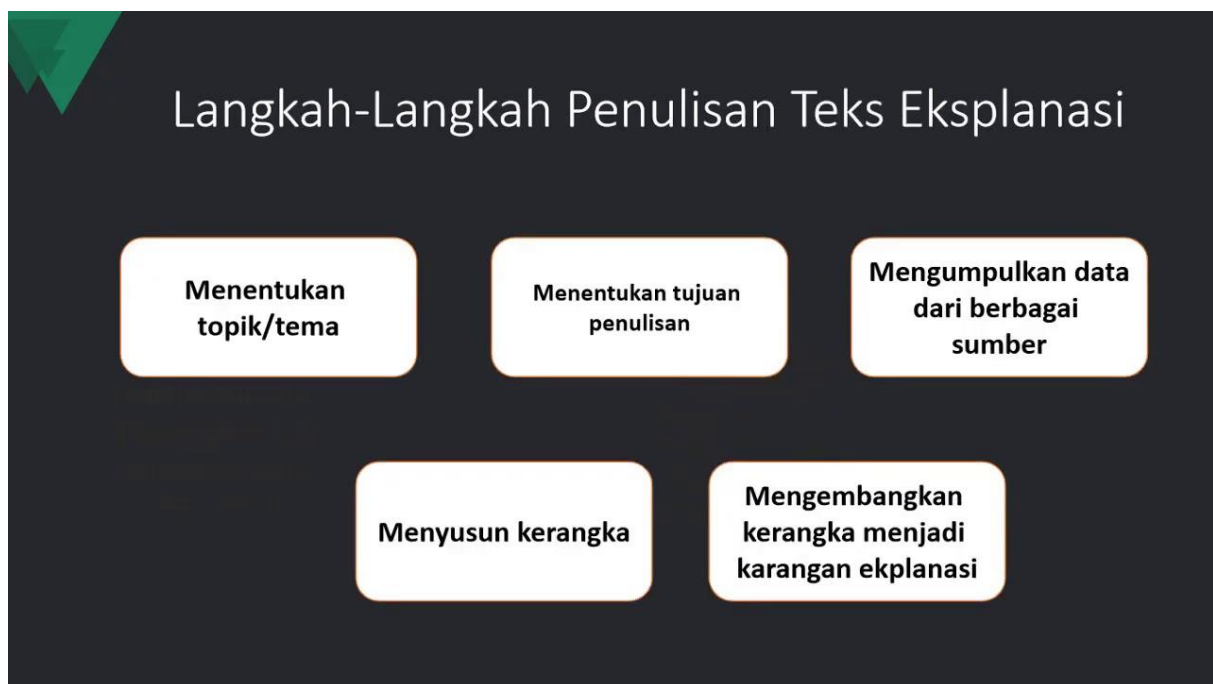 Langkah-Langkah Penulisan Teks Eksplanasi
Menentukan
topik/tema
Menentukan tujuan
penulisan
Mengumpulkan data
dari berbagai
sumber
Menyusun kerangka
Mengembangkan
kerangka menjadi
karangan ekplanasi